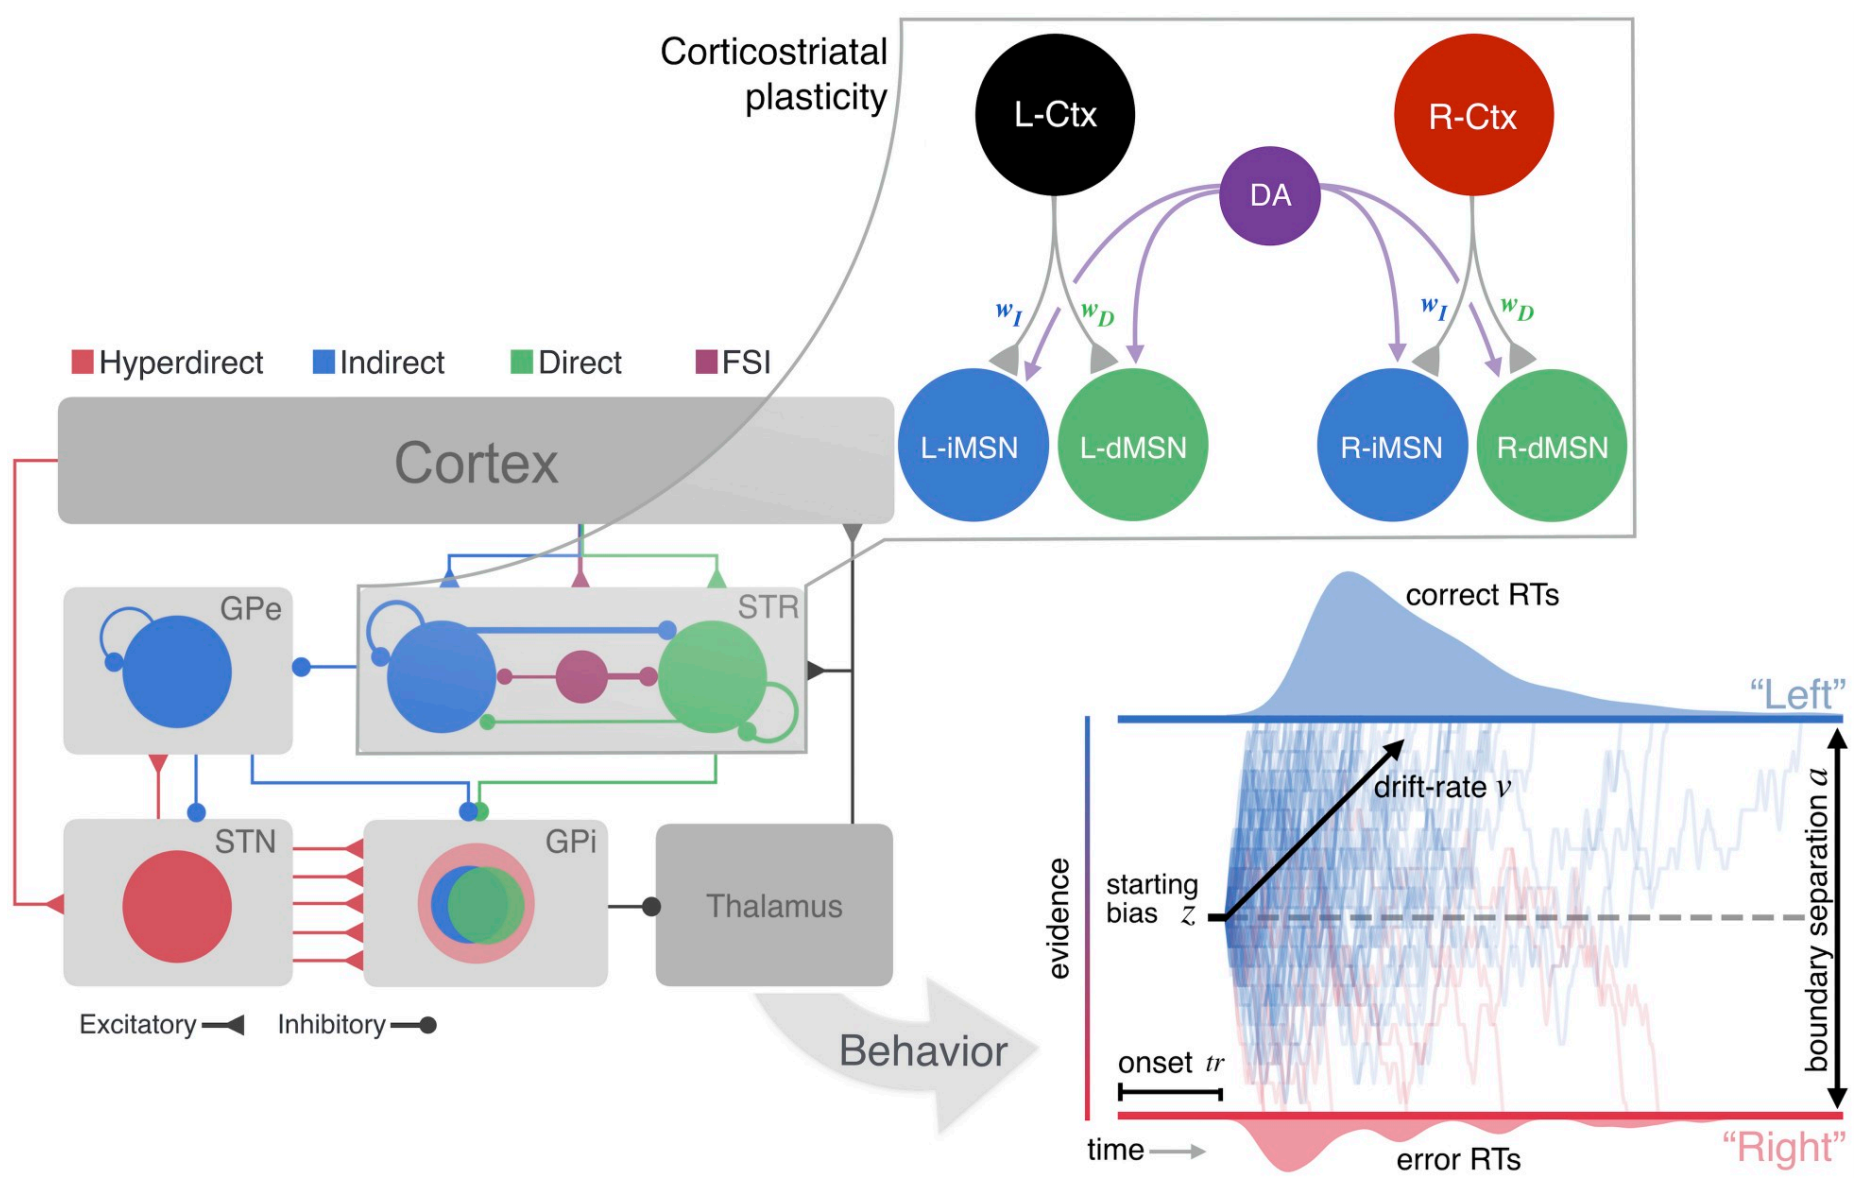 Corticostriatal
plasticity
L-Ctx
R-Ctx
DA
w_I
w_D
w_I
w_D
L-iMSN
L-dMSN
R-iMSN
R-dMSN
Hyperdirect
Indirect
Direct
FSI
Cortex
GPe
STR
STN
GPi
Thalamus
Excitatory
Inhibitory
Behavior
correct RTs
“Left”
drift-rate v
starting
bias z
evidence
boundary separation a
onset tr
time
error RTs
“Right”